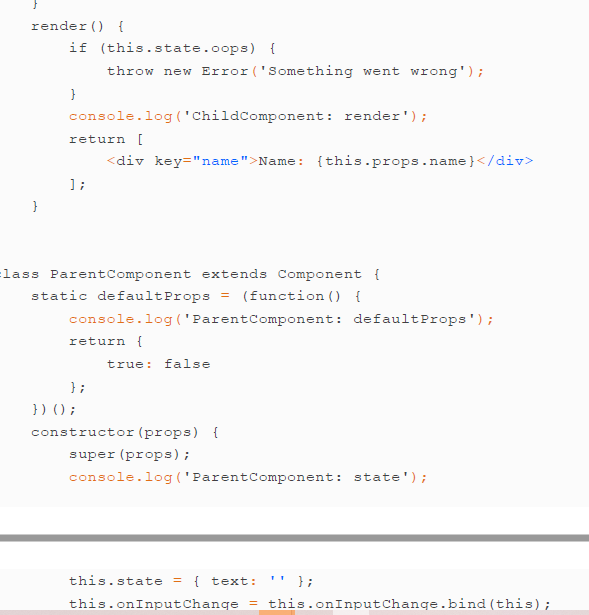 }
render() {
if (this.state.oops) {
throw new Error('Something went wrong');
}
console.log('ChildComponent: render');
return [
<div key="name">Name: {this.props.name}</div>
];
}
class ParentComponent extends Component {
static defaultProps = (function() {
console.log('ParentComponent: defaultProps');
return {
true: false
};
})();
constructor(props) {
super(props);
console.log('ParentComponent: state');
this.state = { text: '' };
this.onInputChange = this.onInputChange.bind(this);